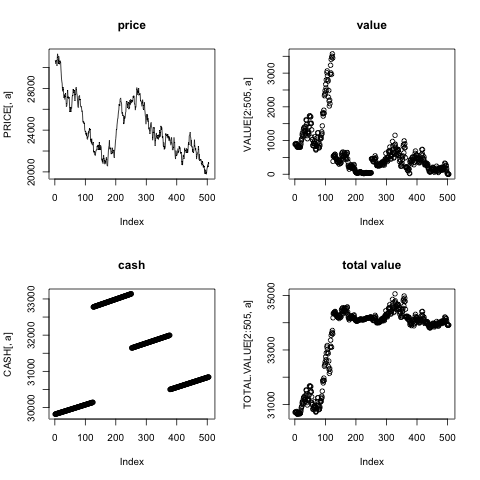 price
PRICE[, a]
20000 24000 28000
0 100 200 300 400 500
Index
value
VALUE[2:505, a]
0 1000 2000 3000
0 100 200 300 400 500
Index
cash
CASH[, a]
30000 31000 32000 33000
0 100 200 300 400 500
Index
total value
TOTAL.VALUE[2:505, a]
31000 33000 35000
0 100 200 300 400 500
Index